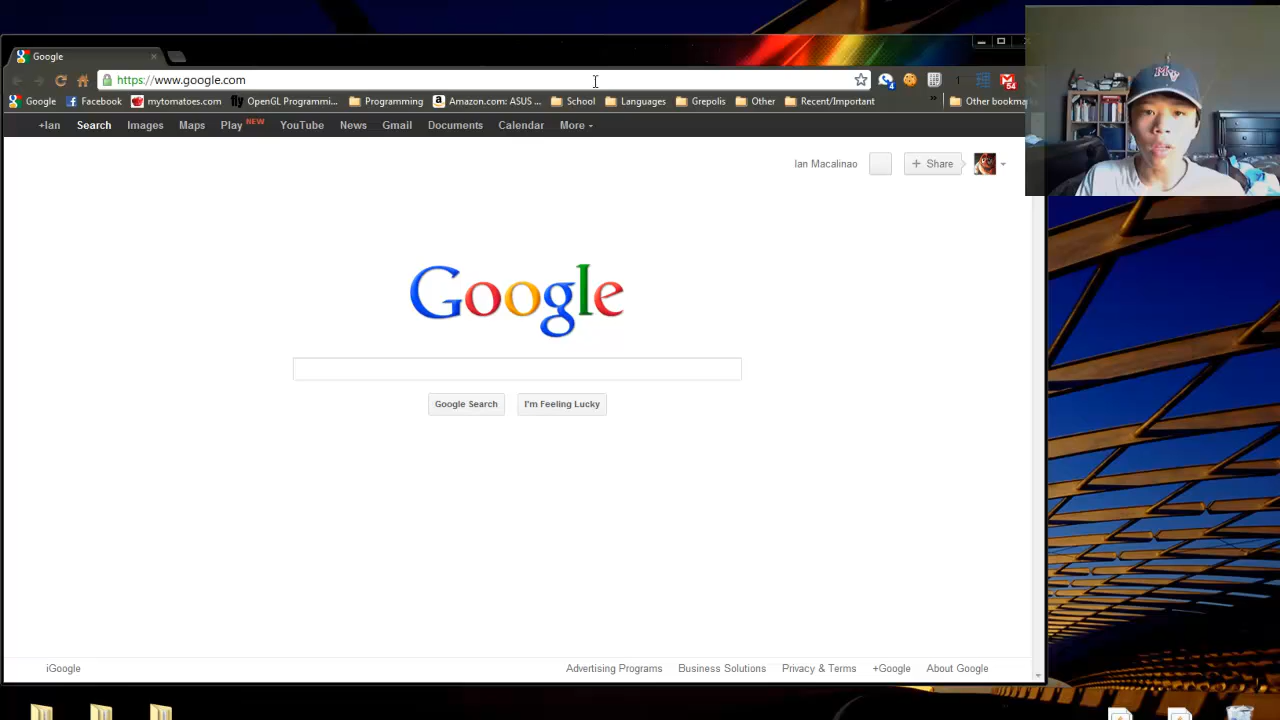 Google
https://www.google.com
4
54
Google Facebook mytomatoes.com OpenGL Programmi... Programming Amazon.com: ASUS ... School Languages Grepolis Other Recent/Important » Other bookma
+Ian Search Images Maps Play NEW YouTube News Gmail Documents Calendar More
Ian Macalinao + Share
Google
Google Search I'm Feeling Lucky
iGoogle Advertising Programs Business Solutions Privacy & Terms +Google About Google